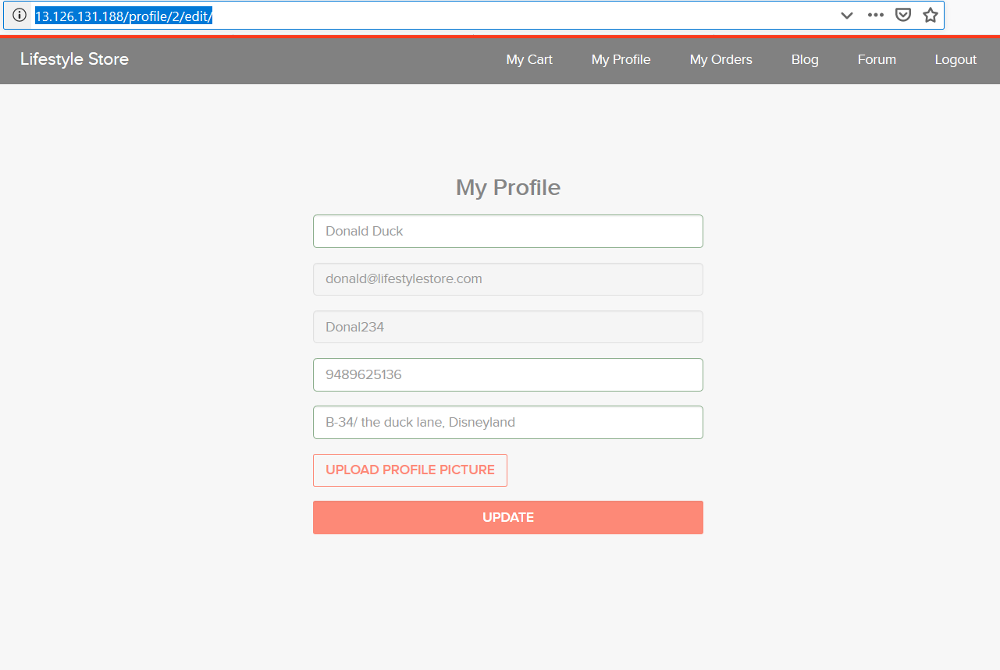 13.126.131.188/profile/2/edit/
Lifestyle Store My Cart My Profile My Orders Blog Forum Logout
My Profile
Donald Duck
donald@lifestylestore.com
Donal234
9489625136
B-34/ the duck lane, Disneyland
UPLOAD PROFILE PICTURE
UPDATE